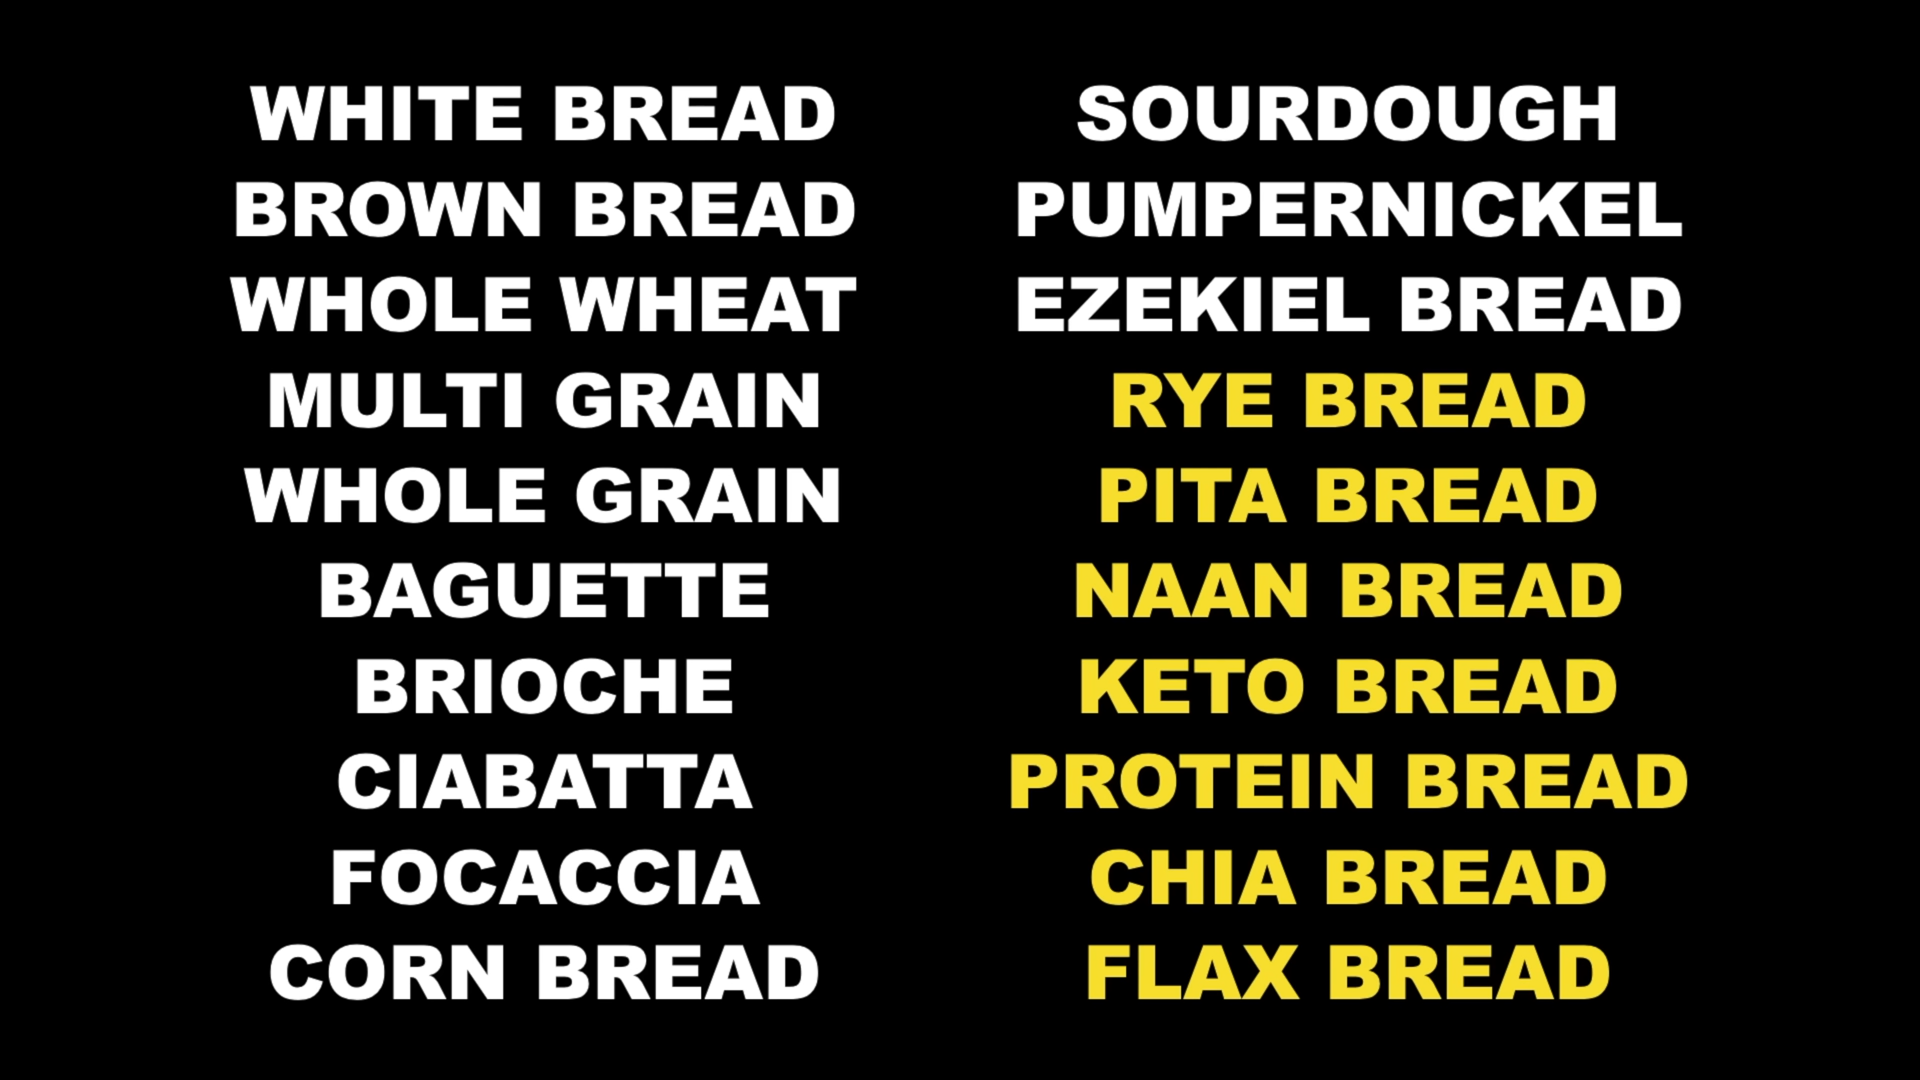 WHITE BREAD
BROWN BREAD
WHOLE WHEAT
MULTI GRAIN
WHOLE GRAIN
BAGUETTE
BRIOCHE
CIABATTA
FOCACCIA
CORN BREAD
SOURDOUGH
PUMPERNICKEL
EZEKIEL BREAD
RYE BREAD
PITA BREAD
NAAN BREAD
KETO BREAD
PROTEIN BREAD
CHIA BREAD
FLAX BREAD